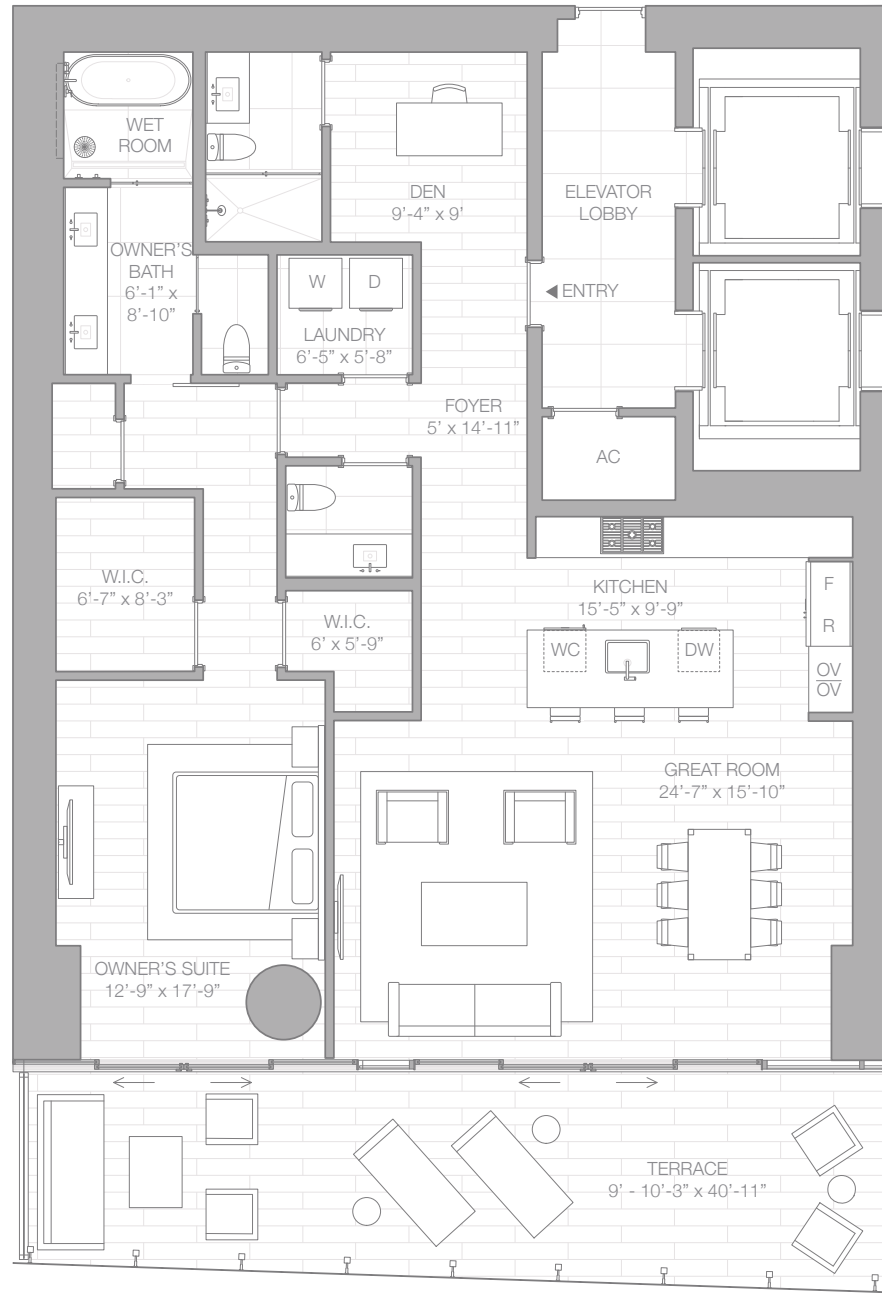 WET
ROOM
DEN
9'-4" x 9'
ELEVATOR
LOBBY
OWNER'S
BATH
6'-1" x
8'-10"
W
D
◀ ENTRY
LAUNDRY
6'-5" x 5'-8"
FOYER
5' x 14'-11"
AC
W.I.C.
6'-7" x 8'-3"
W.I.C.
6' x 5'-9"
KITCHEN
15'-5" x 9'-9"
F
R
WC
DW
OV
OV
GREAT ROOM
24'-7" x 15'-10"
OWNER'S SUITE
12'-9" x 17'-9"
TERRACE
9' - 10'-3" x 40'-11"